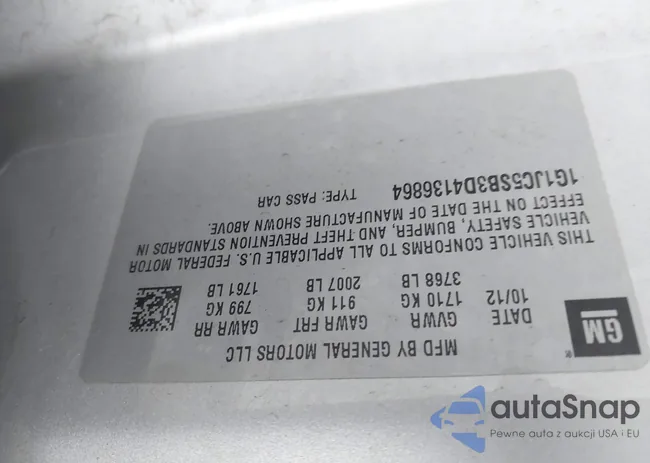 MFD BY GENERAL MOTORS LLC
GM
DATE GVWR GAWR FRT GAWR RR
10/12 1710 KG 911 KG 799 KG
3768 LB 2007 LB 1761 LB
THIS VEHICLE CONFORMS TO ALL APPLICABLE U.S. FEDERAL MOTOR
VEHICLE SAFETY, BUMPER, AND THEFT PREVENTION STANDARDS IN
EFFECT ON THE DATE OF MANUFACTURE SHOWN ABOVE.
1G1JC5SB3D4136864 TYPE: PASS CAR
autaSnap
Pewne auta z aukcji USA i EU